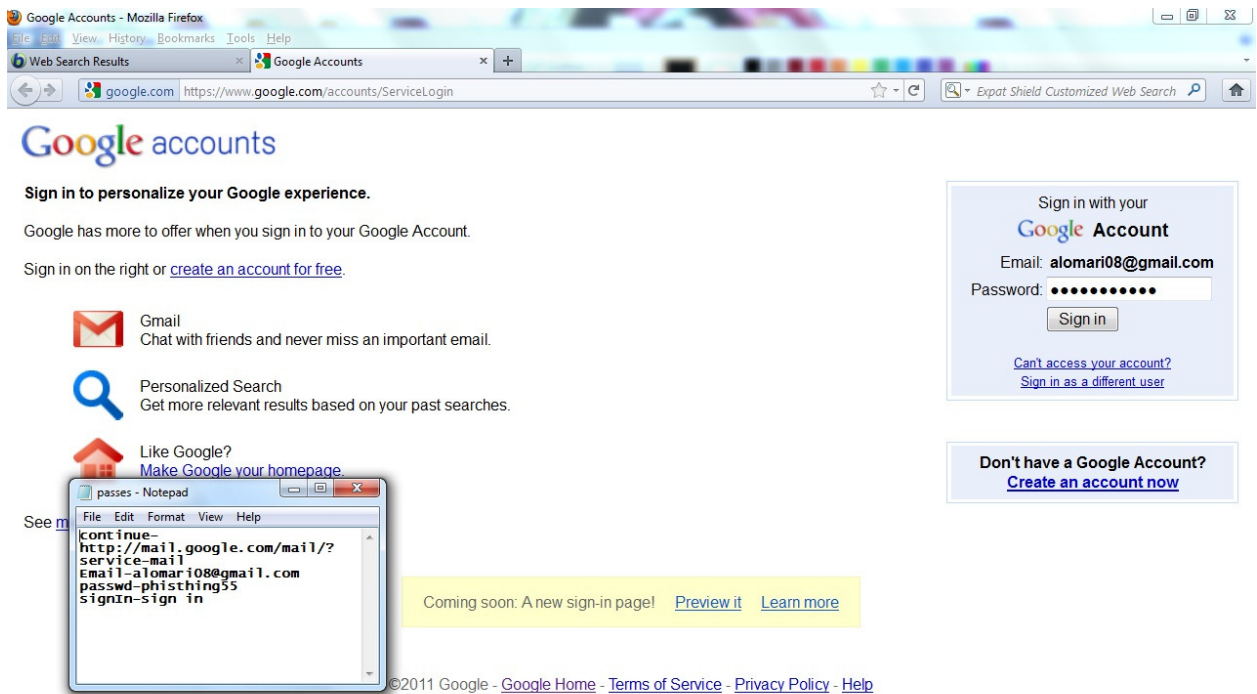 Google Accounts - Mozilla Firefox
File Edit View History Bookmarks Tools Help
Web Search Results
Google Accounts
google.com https://www.google.com/accounts/ServiceLogin
Expat Shield Customized Web Search
Google accounts
Sign in to personalize your Google experience.
Google has more to offer when you sign in to your Google Account.
Sign in on the right or create an account for free.
Gmail
Chat with friends and never miss an important email.
Personalized Search
Get more relevant results based on your past searches.
Like Google?
Make Google your homepage.
See m
Sign in with your
Google Account
Email: alomari08@gmail.com
Password: ●●●●●●●●●●●
Sign in
Can't access your account?
Sign in as a different user
Don't have a Google Account?
Create an account now
passes - Notepad
File Edit Format View Help
continue-
http://mail.google.com/mail/?
service-mail
Email-alomari08@gmail.com
passwd-phisthing55
signIn-sign in
Coming soon: A new sign-in page! Preview it Learn more
©2011 Google - Google Home - Terms of Service - Privacy Policy - Help